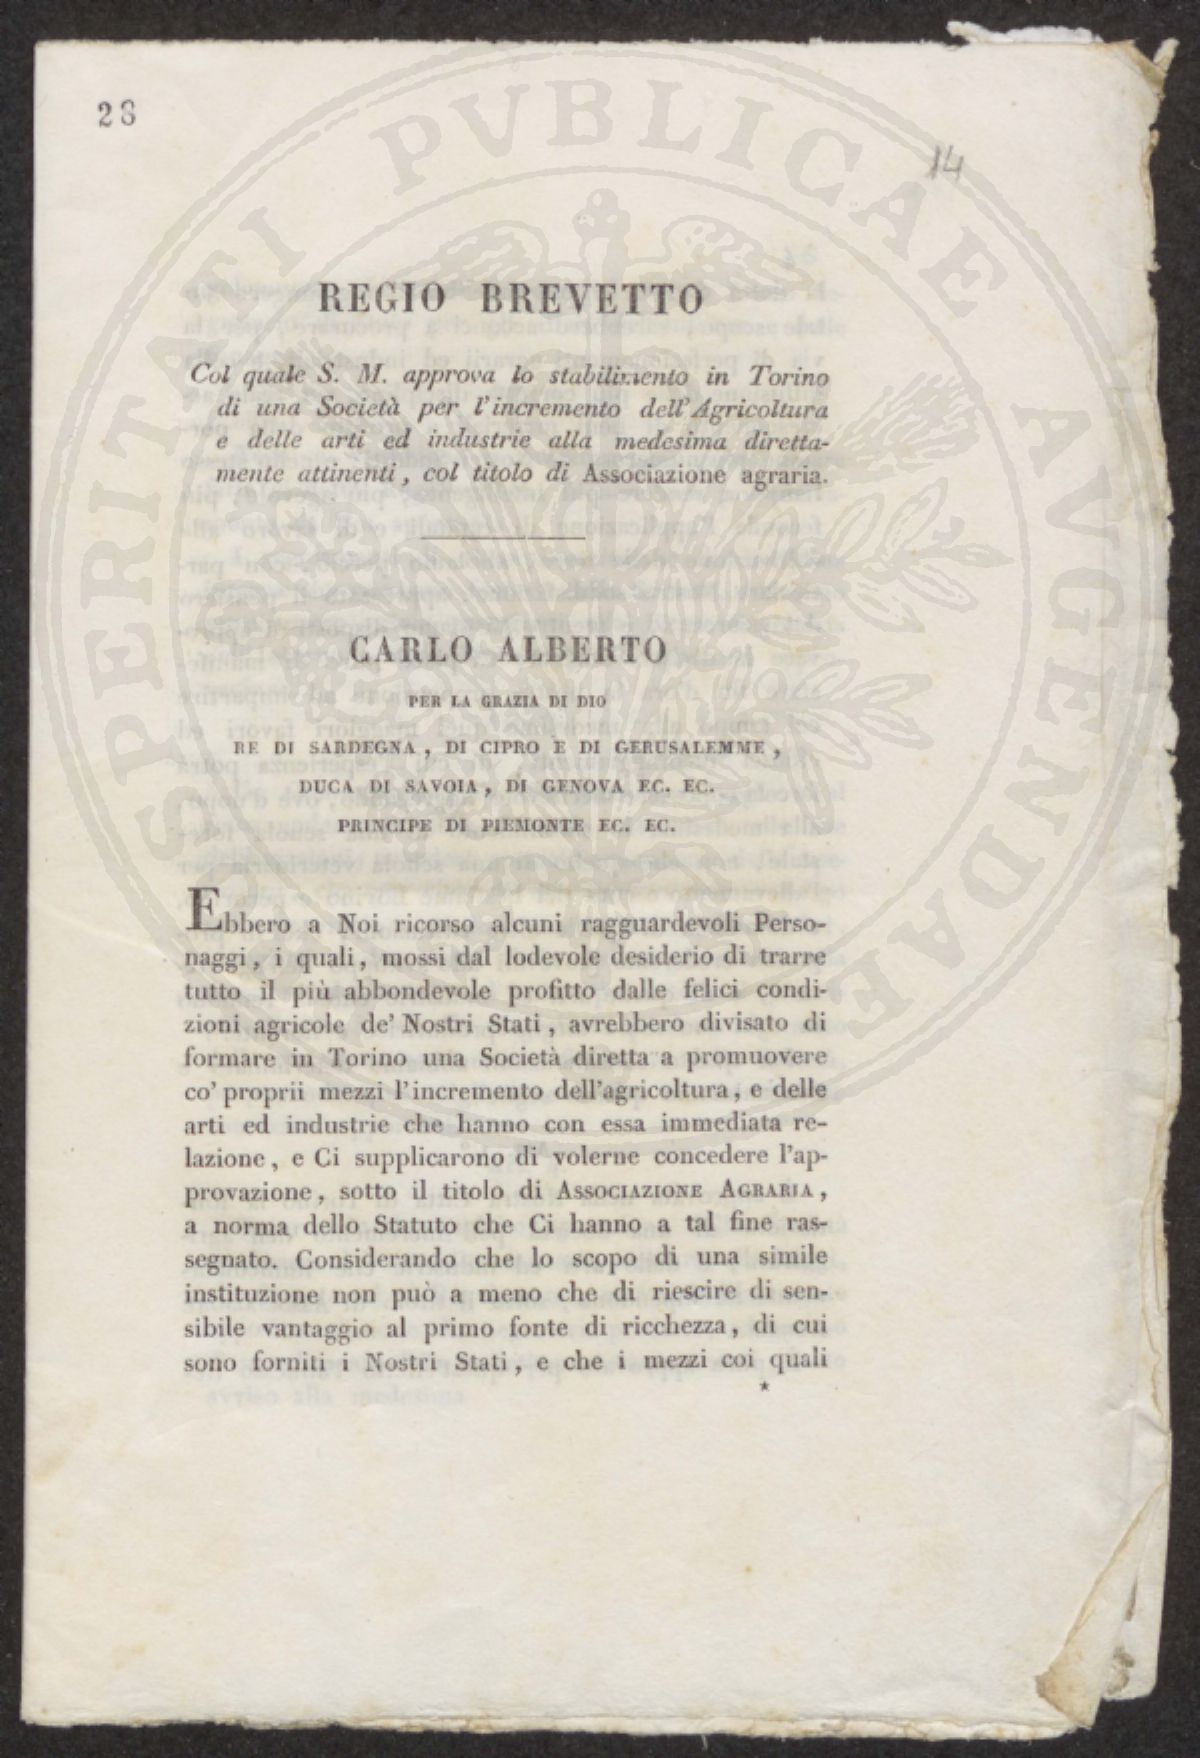 28
14
PROSPERITATI PVBLICAE AVGENDAE
REGIO BREVETTO
Col quale S. M. approva lo stabilimento in Torino
di una Società per l'incremento dell'Agricoltura
e delle arti ed industrie alla medesima diretta-
mente attinenti, col titolo di Associazione agraria.
CARLO ALBERTO
PER LA GRAZIA DI DIO
RE DI SARDEGNA, DI CIPRO E DI GERUSALEMME,
DUCA DI SAVOIA, DI GENOVA EC. EC.
PRINCIPE DI PIEMONTE EC. EC.
Ebbero a Noi ricorso alcuni ragguardevoli Perso-
naggi, i quali, mossi dal lodevole desiderio di trarre
tutto il più abbondevole profitto dalle felici condi-
zioni agricole de' Nostri Stati, avrebbero divisato di
formare in Torino una Società diretta a promuovere
co' proprii mezzi l'incremento dell'agricoltura, e delle
arti ed industrie che hanno con essa immediata re-
lazione, e Ci supplicarono di volerne concedere l'ap-
provazione, sotto il titolo di ASSOCIAZIONE AGRARIA,
a norma dello Statuto che Ci hanno a tal fine ras-
segnato. Considerando che lo scopo di una simile
instituzione non può a meno che di riescire di sen-
sibile vantaggio al primo fonte di ricchezza, di cui
sono forniti i Nostri Stati, e che i mezzi coi quali
*